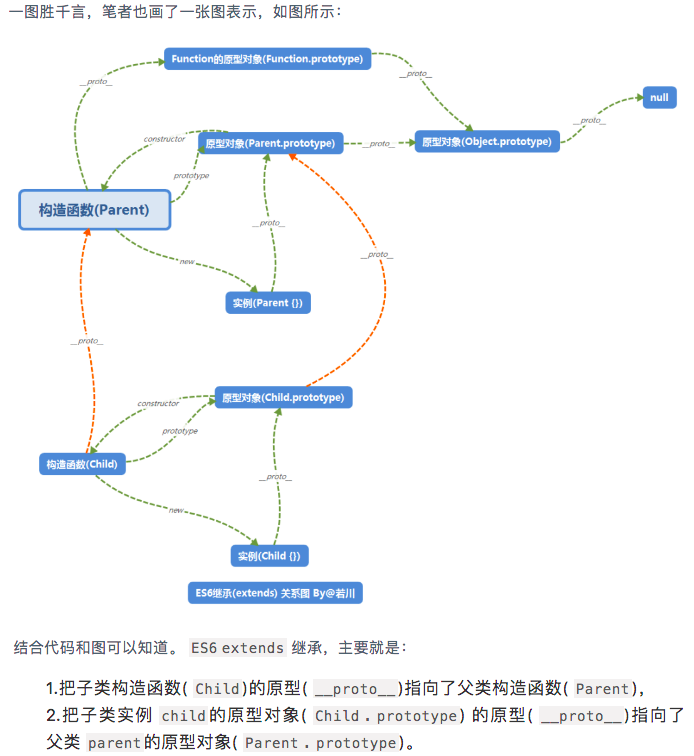 一图胜千言，笔者也画了一张图表示，如图所示：
Function的原型对象(Function.prototype)
__proto__
__proto__
null
__proto__
constructor
原型对象(Parent.prototype)
__proto__
原型对象(Object.prototype)
prototype
构造函数(Parent)
__proto__
__proto__
new
实例(Parent {})
__proto__
原型对象(Child.prototype)
constructor
prototype
构造函数(Child)
__proto__
new
实例(Child {})
ES6继承(extends) 关系图 By@若川
结合代码和图可以知道。 ES6 extends 继承，主要就是：
1.把子类构造函数( Child)的原型( __proto__)指向了父类构造函数( Parent)，
2.把子类实例 child的原型对象( Child.prototype) 的原型( __proto__)指向了
父类 parent的原型对象( Parent.prototype)。